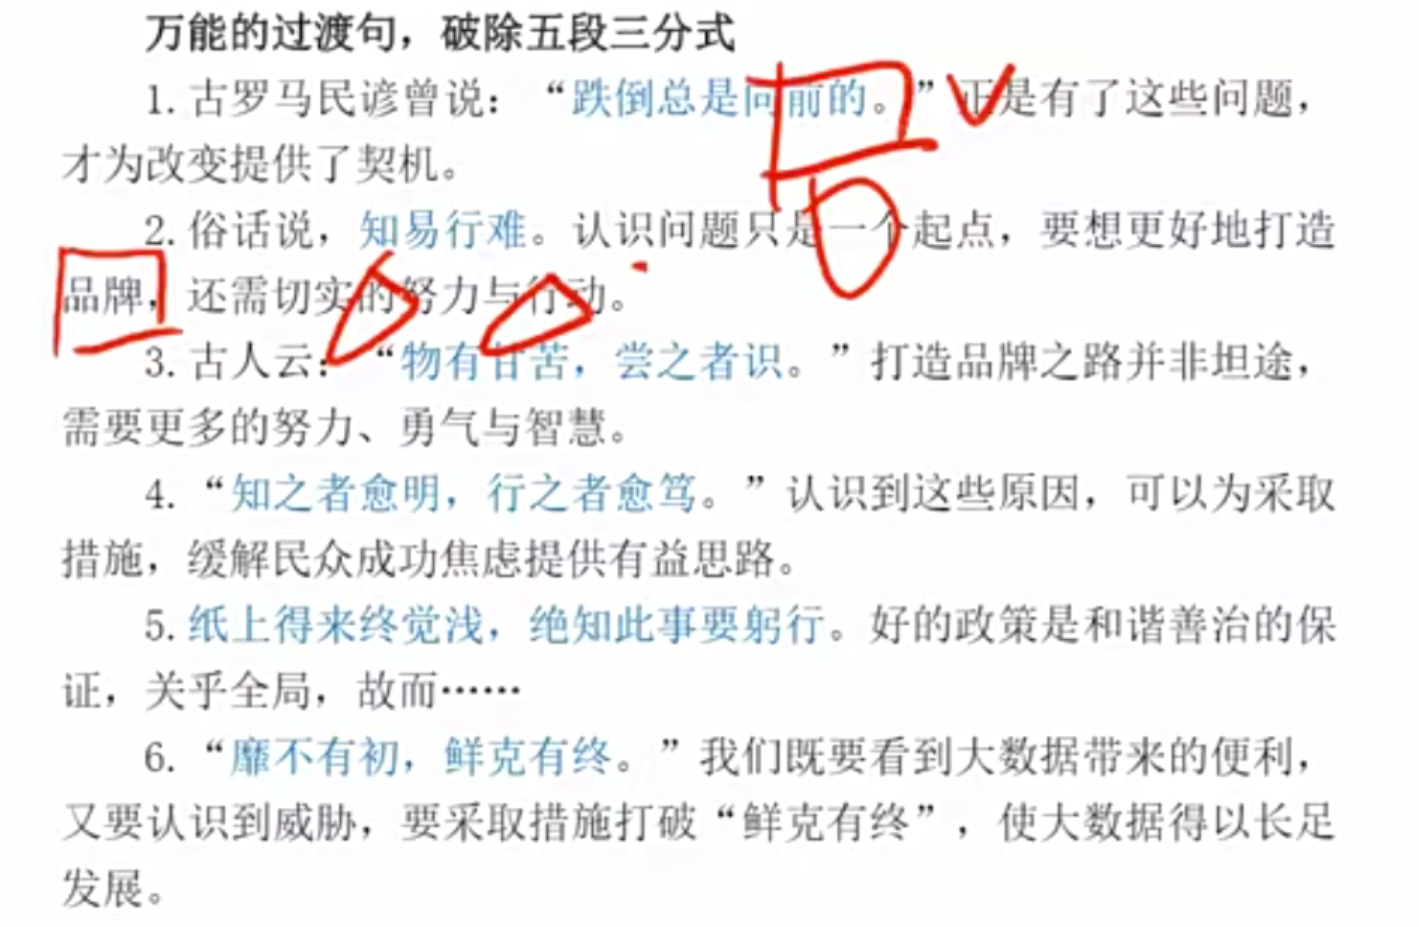 万能的过渡句，破除五段三分式
1. 古罗马民谚曾说：“跌倒总是向前的。”正是有了这些问题，
才为改变提供了契机。
2. 俗话说，知易行难。认识问题只是一个起点，要想更好地打造
品牌，还需切实的努力与行动。
3. 古人云：“物有甘苦，尝之者识。”打造品牌之路并非坦途，
需要更多的努力、勇气与智慧。
4. “知之者愈明，行之者愈笃。”认识到这些原因，可以为采取
措施，缓解民众成功焦虑提供有益思路。
5. 纸上得来终觉浅，绝知此事要躬行。好的政策是和谐善治的保
证，关乎全局，故而……
6. “靡不有初，鲜克有终。”我们既要看到大数据带来的便利，
又要认识到威胁，要采取措施打破“鲜克有终”，使大数据得以长足
发展。